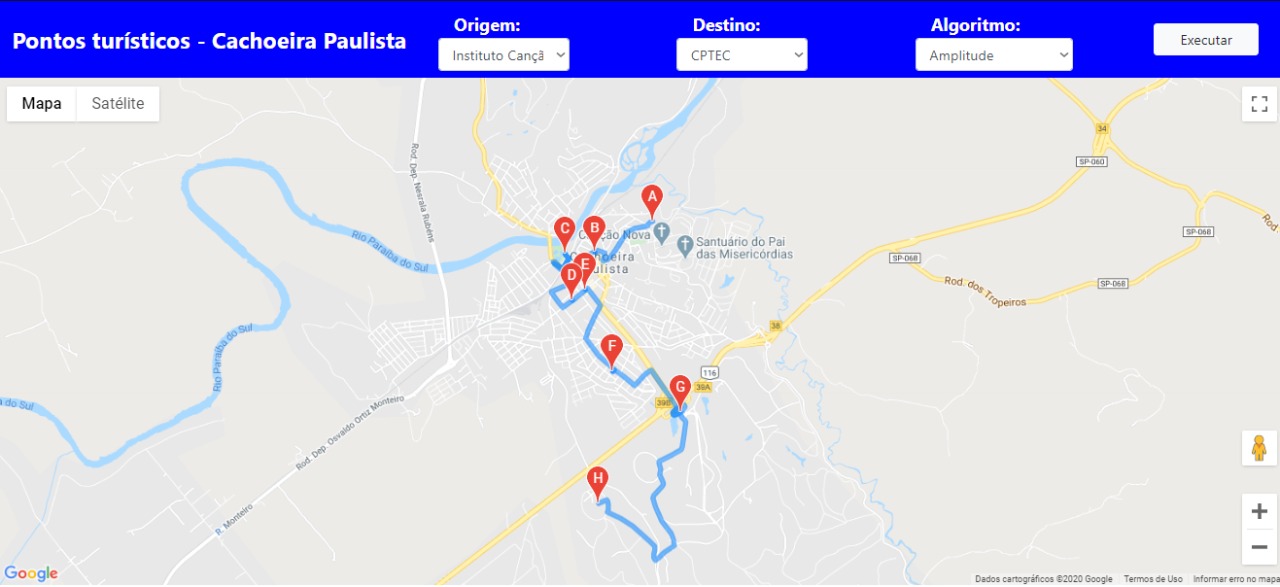 Pontos turísticos - Cachoeira Paulista
Origem:
Instituto Cançã
Destino:
CPTEC
Algoritmo:
Amplitude
Executar
Mapa
Satélite
34
SP-060
Rod. Dep. Nesrala Rubéns
A
C
B
Canção Nova
Santuário do Pai
das Misericórdias
Rio Paraíba do Sul
Rod
SP-068
SP-068
E
D
Cachoeira
Paulista
Rod. dos Tropeiros
SP-068
38
Rio Paraíba do Sul
F
116
G
39A
39B
a do Sul
Rod. Dep. Osvaldo Ortiz Monteiro
H
R. Monteiro
Google
Dados cartográficos ©2020 Google
Termos de Uso
Informar erro no mapa